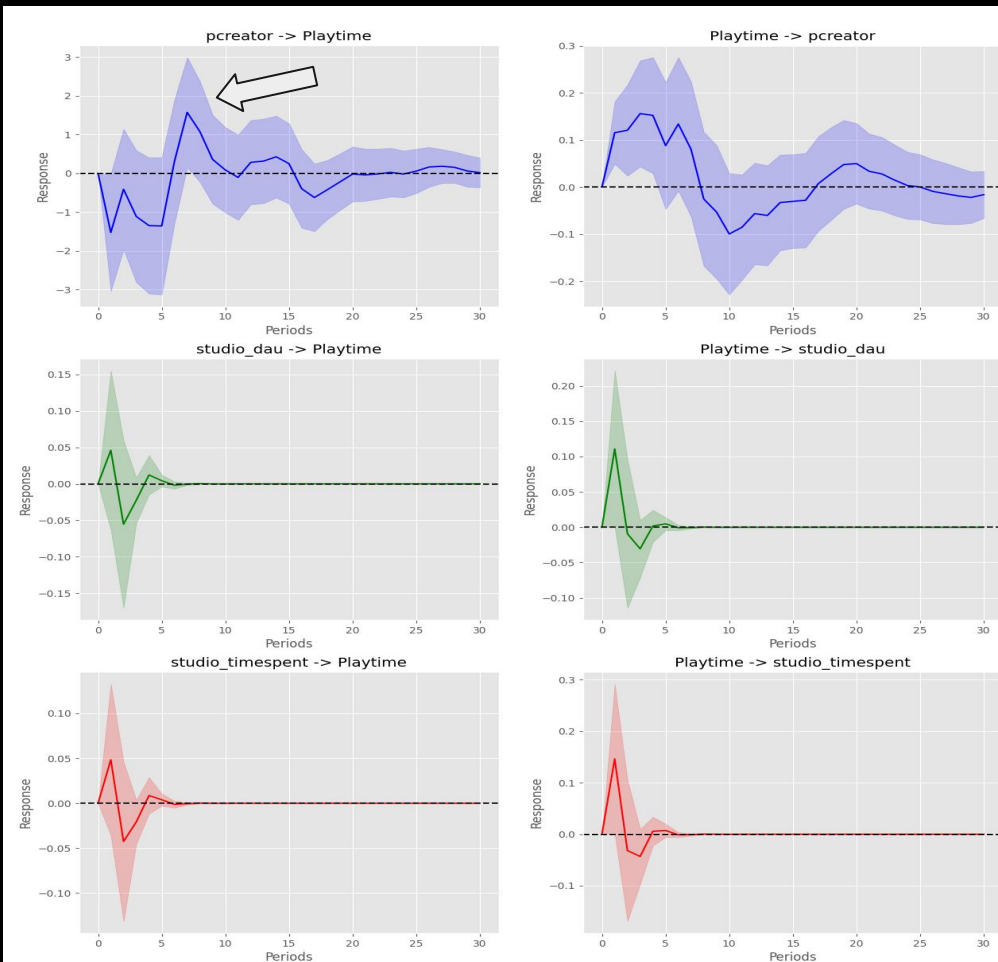 pcreator -> Playtime
Response
3
2
1
0
−1
−2
−3
0 5 10 15 20 25 30
Periods
Playtime -> pcreator
Response
0.3
0.2
0.1
0.0
−0.1
−0.2
0 5 10 15 20 25 30
Periods
studio_dau -> Playtime
Response
0.15
0.10
0.05
0.00
−0.05
−0.10
−0.15
0 5 10 15 20 25 30
Periods
Playtime -> studio_dau
Response
0.20
0.15
0.10
0.05
0.00
−0.05
−0.10
0 5 10 15 20 25 30
Periods
studio_timespent -> Playtime
Response
0.10
0.05
0.00
−0.05
−0.10
0 5 10 15 20 25 30
Periods
Playtime -> studio_timespent
Response
0.3
0.2
0.1
0.0
−0.1
0 5 10 15 20 25 30
Periods